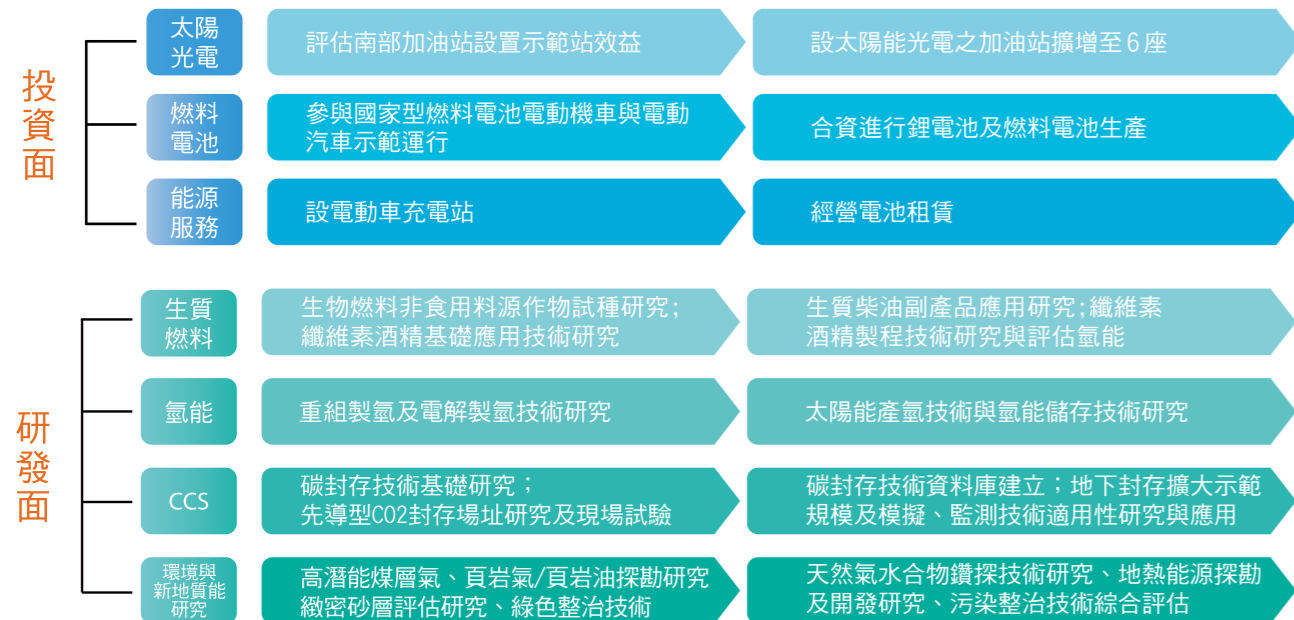 投資面
太陽
光電
評估南部加油站設置示範站效益
設太陽能光電之加油站擴增至6座
燃料
電池
參與國家型燃料電池電動機車與電動
汽車示範運行
合資進行鋰電池及燃料電池生產
能源
服務
設電動車充電站
經營電池租賃
研發面
生質
燃料
生物燃料非食用料源作物試種研究;
纖維素酒精基礎應用技術研究
生質柴油副產品應用研究;纖維素
酒精製程技術研究與評估氫能
氫能
重組製氫及電解製氫技術研究
太陽能產氫技術與氫能儲存技術研究
CCS
碳封存技術基礎研究；
先導型CO2封存場址研究及現場試驗
碳封存技術資料庫建立；地下封存擴大示範
規模及模擬、監測技術適用性研究與應用
環境與
新地質能
研究
高潛能煤層氣、頁岩氣/頁岩油探勘研究
緻密砂層評估研究、綠色整治技術
天然氣水合物鑽探技術研究、地熱能源探勘
及開發研究、污染整治技術綜合評估